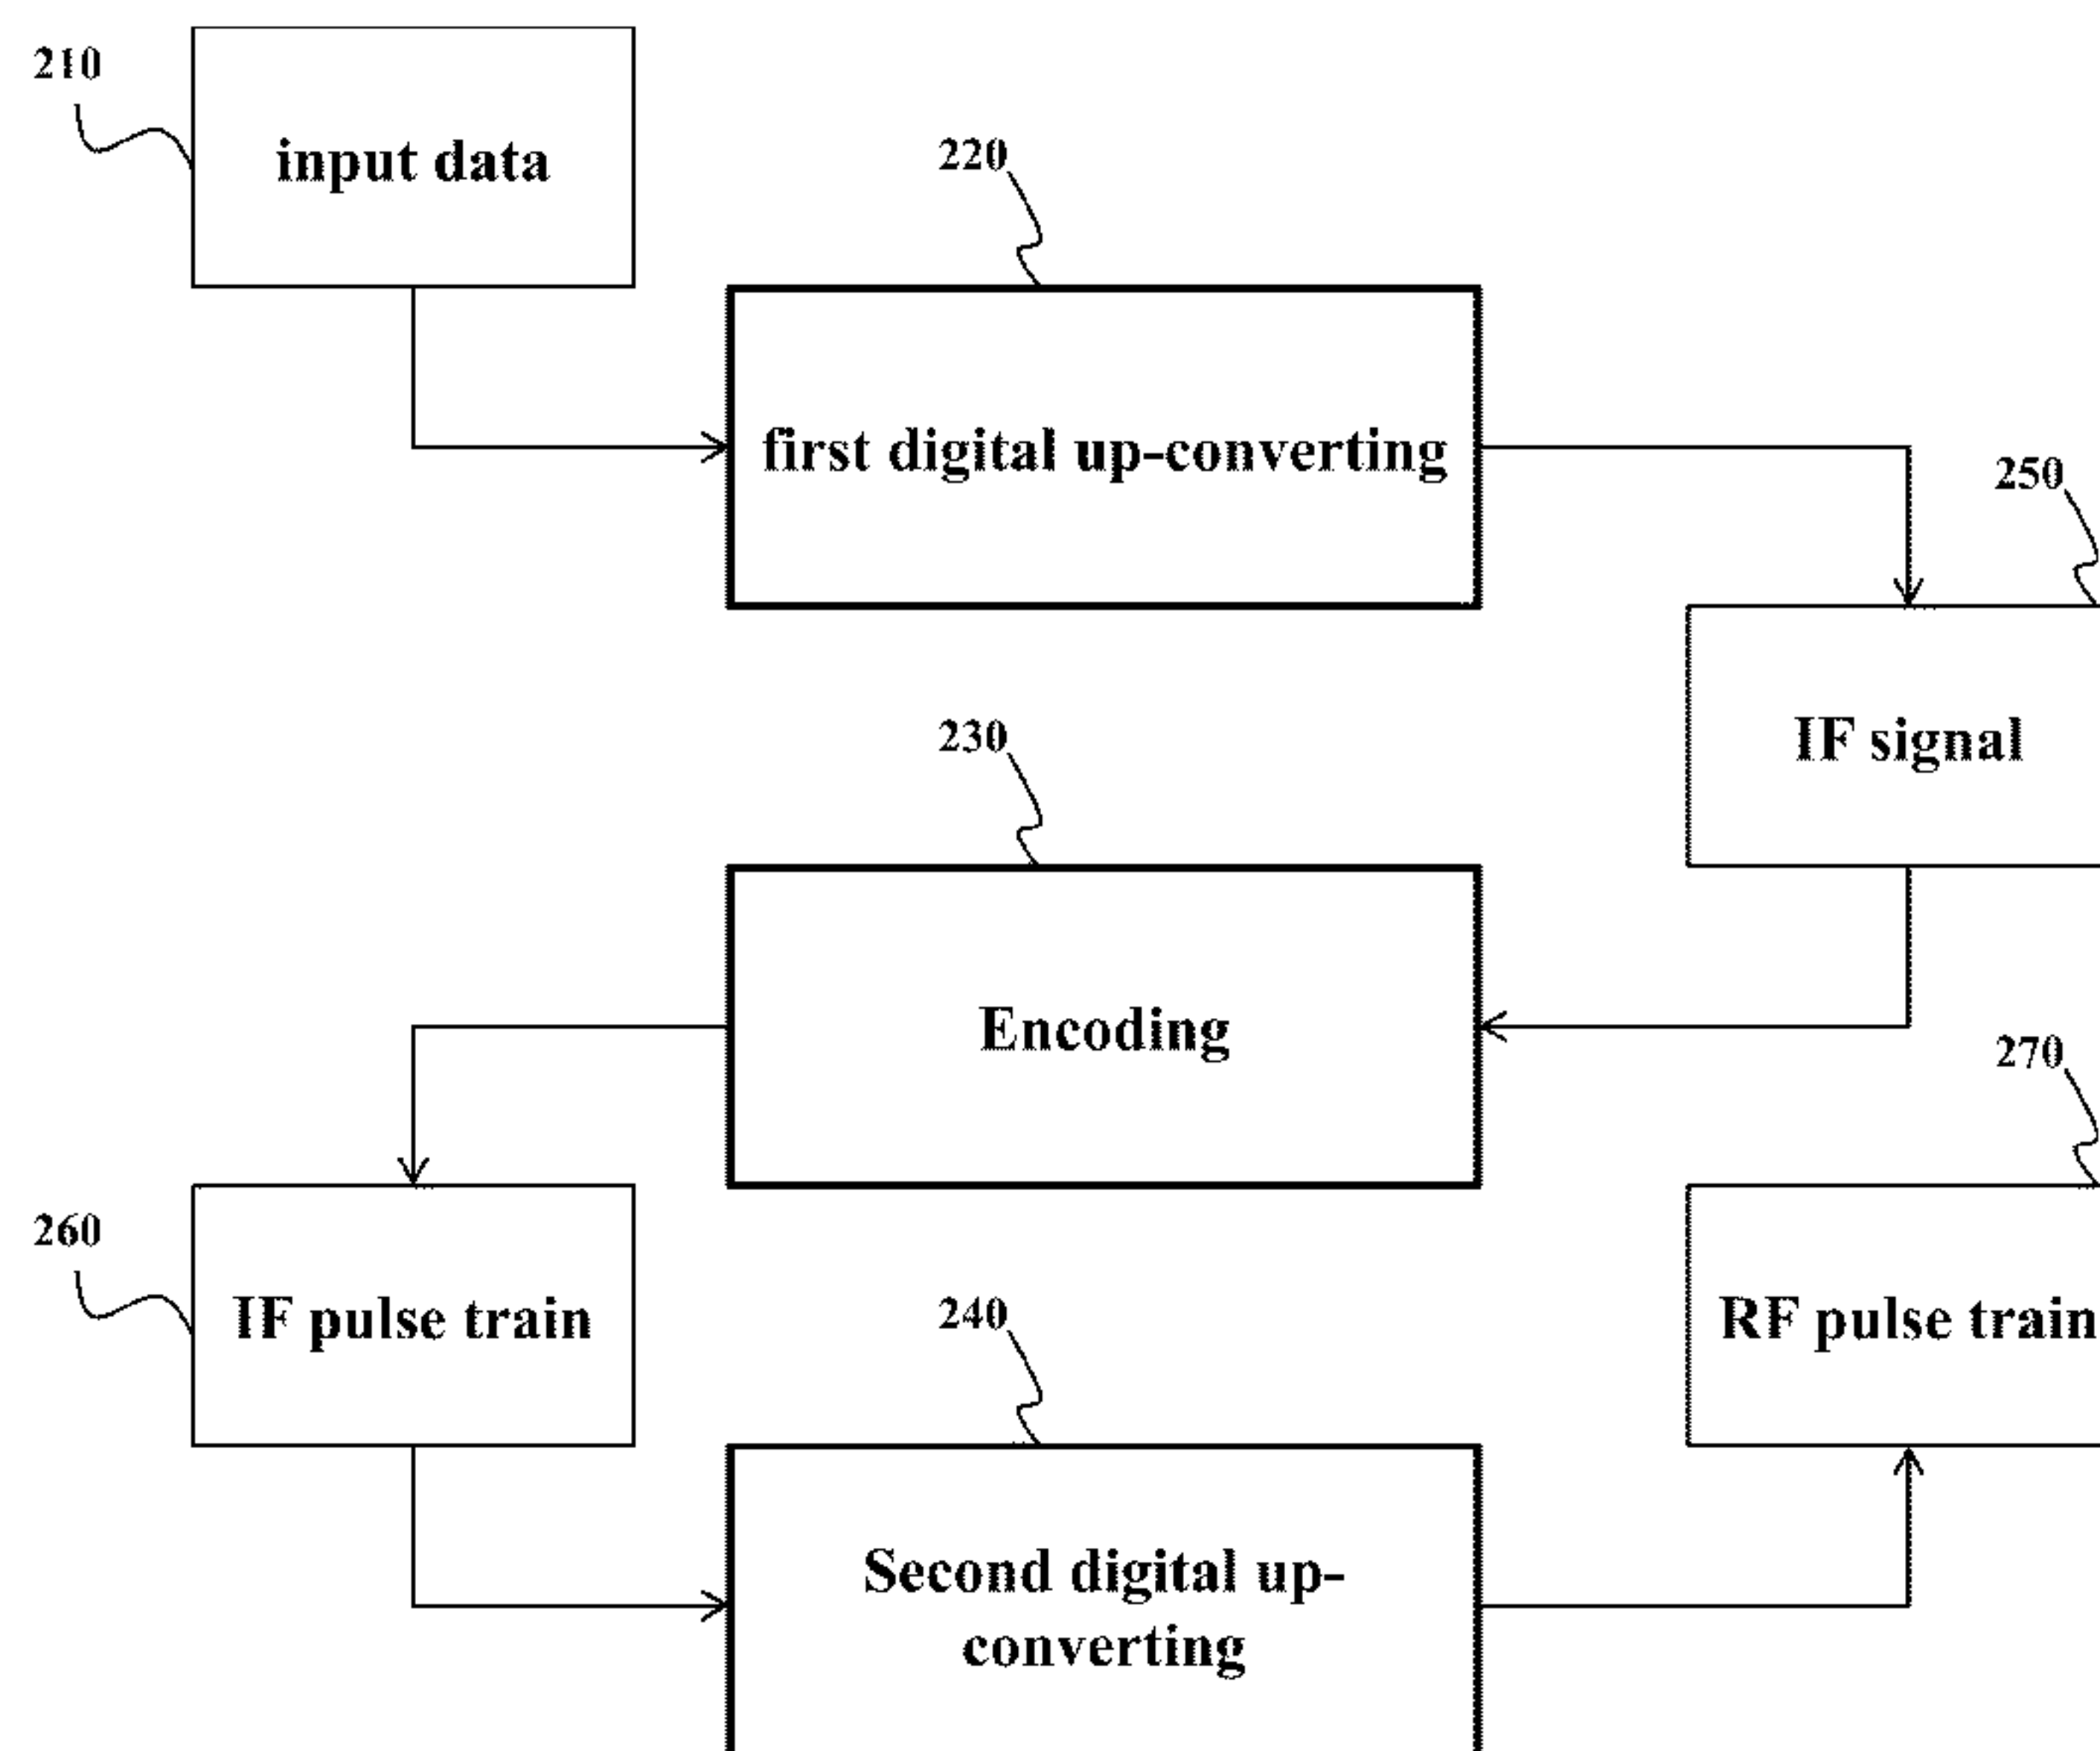 210
input data
220
first digital up-converting
250
IF signal
230
Encoding
270
260
IF pulse train
RF pulse train
240
Second digital up-
converting